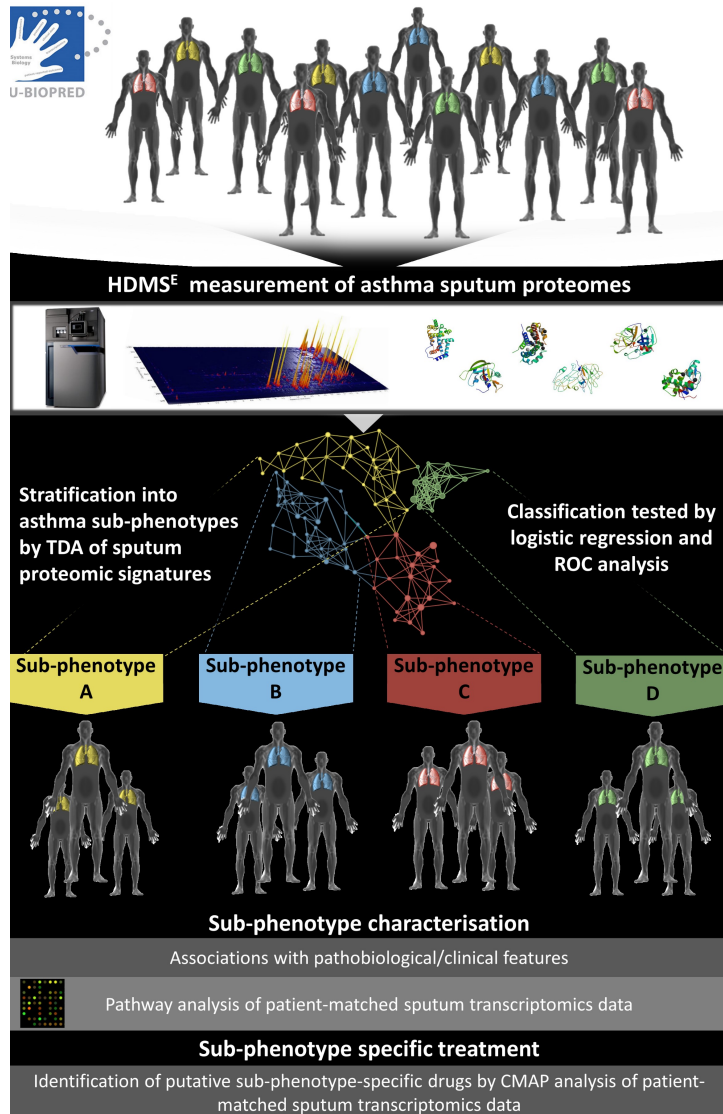 Systems
Biology
U-BIOPRED
HDMSᴱ measurement of asthma sputum proteomes
Stratification into
asthma sub-phenotypes
by TDA of sputum
proteomic signatures
Classification tested by
logistic regression and
ROC analysis
Sub-phenotype
A
Sub-phenotype
B
Sub-phenotype
C
Sub-phenotype
D
Sub-phenotype characterisation
Associations with pathobiological/clinical features
Pathway analysis of patient-matched sputum transcriptomics data
Sub-phenotype specific treatment
Identification of putative sub-phenotype-specific drugs by CMAP analysis of patient-
matched sputum transcriptomics data